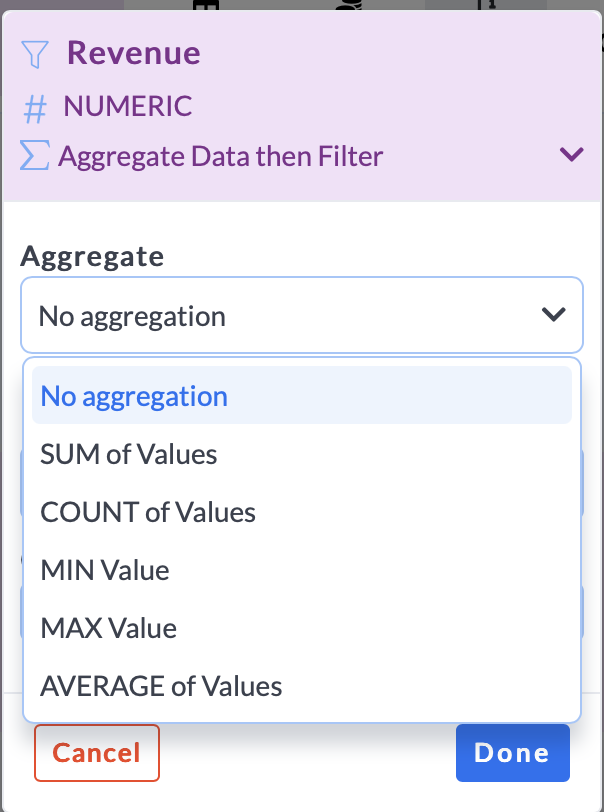 Revenue
# NUMERIC
Aggregate Data then Filter
Aggregate
No aggregation
No aggregation
SUM of Values
COUNT of Values
MIN Value
MAX Value
AVERAGE of Values
Cancel
Done